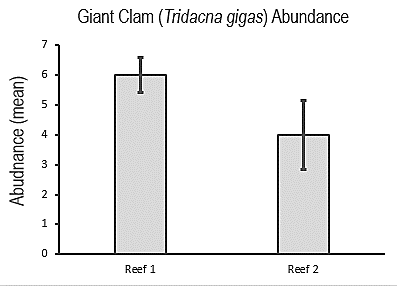 Giant Clam (Tridacna gigas) Abundance
Abudnance (mean)
7
6
5
4
3
2
1
0
Reef 1
Reef 2